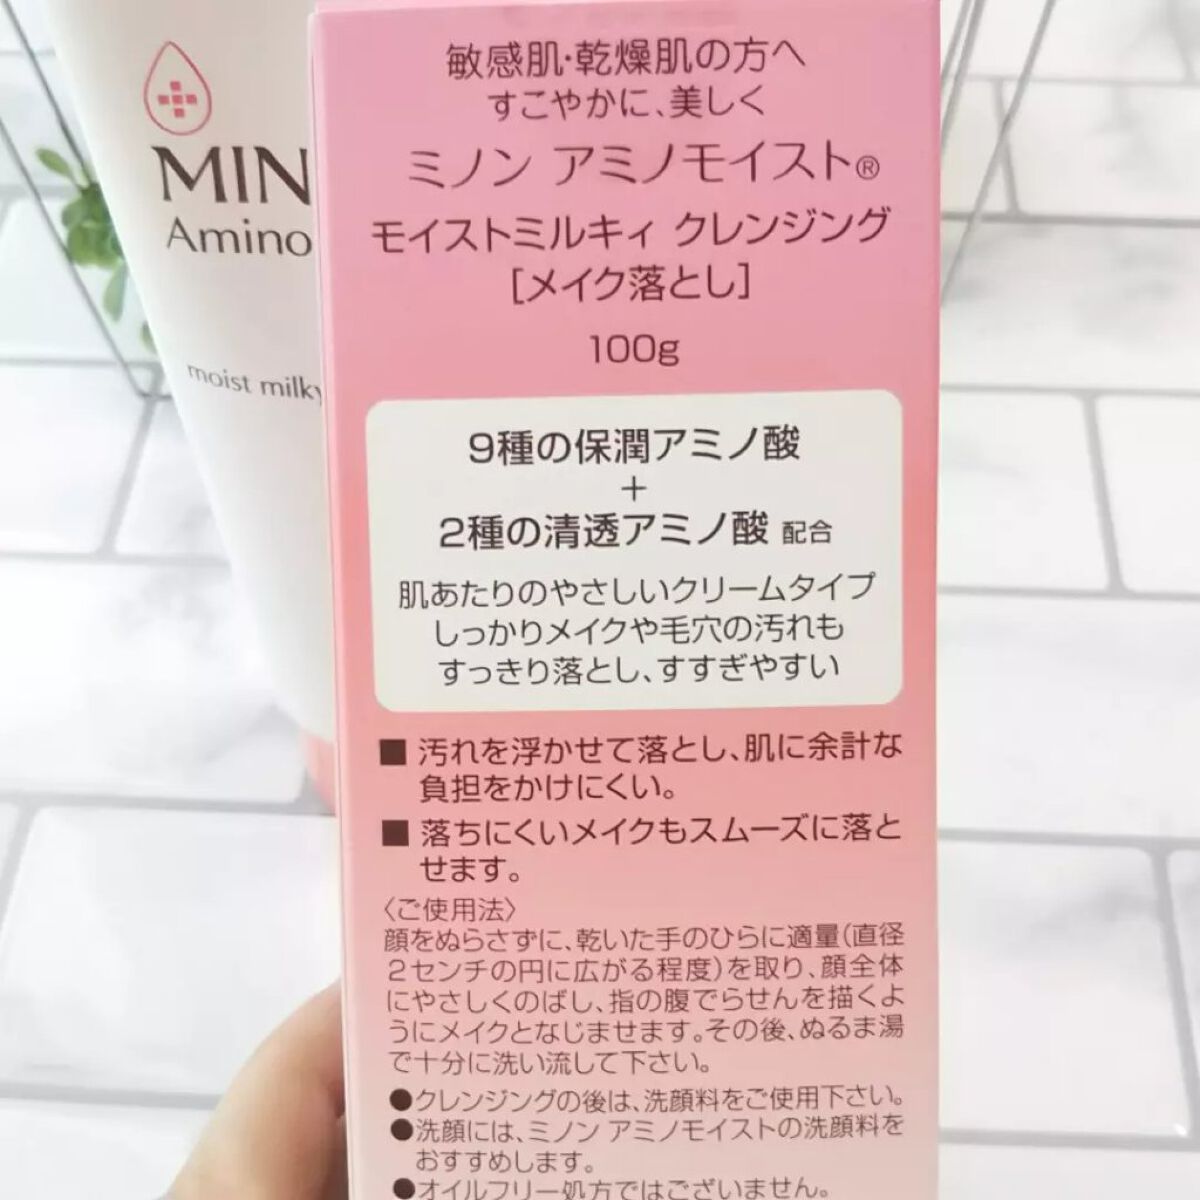 MIN
Amino
moist milky
敏感肌・乾燥肌の方へ
すこやかに、美しく
ミノン アミノモイスト®
モイストミルキィ クレンジング
[メイク落とし]
100g
9種の保潤アミノ酸
+
2種の清透アミノ酸 配合
肌あたりのやさしいクリームタイプ
しっかりメイクや毛穴の汚れも
すっきり落とし、すすぎやすい
■ 汚れを浮かせて落とし、肌に余計な
負担をかけにくい。
■ 落ちにくいメイクもスムーズに落と
せます。
〈ご使用法〉
顔をぬらさずに、乾いた手のひらに適量(直径
2センチの円に広がる程度)を取り、顔全体
にやさしくのばし、指の腹でらせんを描くよ
うにメイクとなじませます。その後、ぬるま湯
で十分に洗い流して下さい。
●クレンジングの後は、洗顔料をご使用下さい。
●洗顔には、ミノン アミノモイストの洗顔料を
おすすめします。
●オイルフリー処方ではございません。